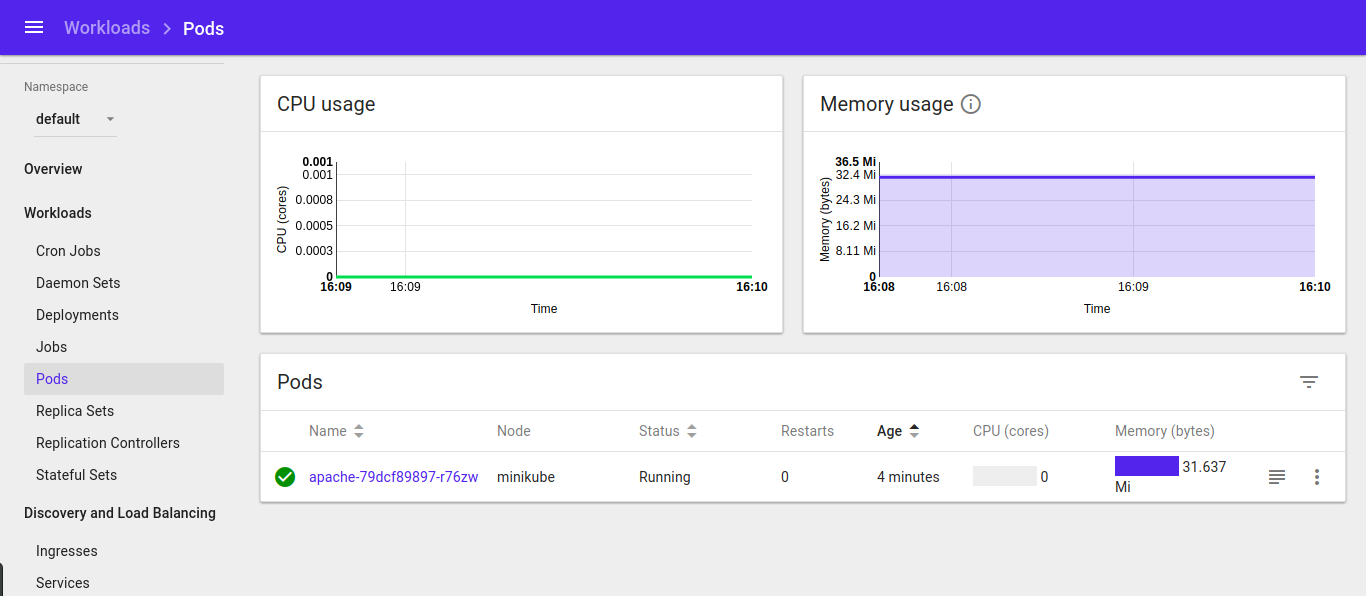 Workloads > Pods
Namespace
default
Overview
Workloads
Cron Jobs
Daemon Sets
Deployments
Jobs
Pods
Replica Sets
Replication Controllers
Stateful Sets
Discovery and Load Balancing
Ingresses
Services
CPU usage
CPU (cores)
0.001
0.001
0.0008
0.0005
0.0003
0
16:09 16:09 16:10
Time
Memory usage
Memory (bytes)
36.5 Mi
32.4 Mi
24.3 Mi
16.2 Mi
8.11 Mi
0
16:08 16:08 16:09 16:10
Time
Pods
Name Node Status Restarts Age CPU (cores) Memory (bytes)
apache-79dcf89897-r76zw minikube Running 0 4 minutes 0 31.637
Mi